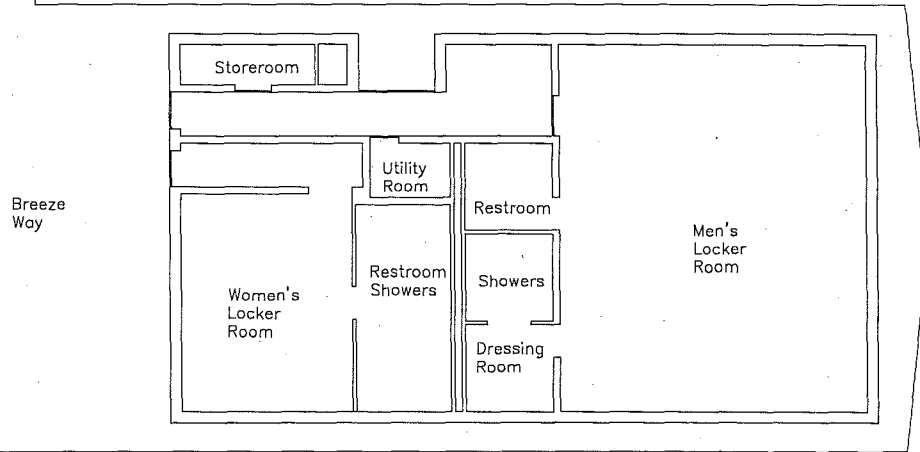 Storeroom
Utility
Room
Breeze
Way
Restroom
Men's
Locker
Room
Restroom
Showers
Showers
Women's
Locker
Room
Dressing
Room